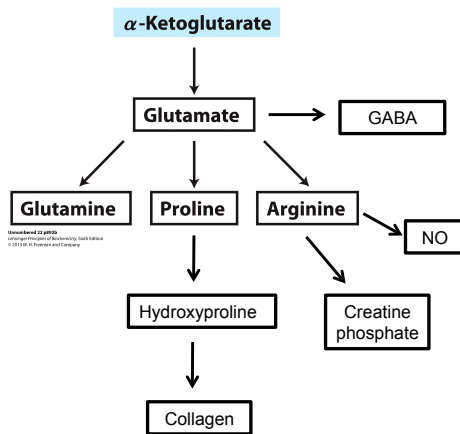 α-Ketoglutarate
Glutamate
GABA
Glutamine
Proline
Arginine
Unnumbered 22 p892b
Lehninger Principles of Biochemistry, Sixth Edition
© 2013 W. H. Freeman and Company
NO
Hydroxyproline
Creatine
phosphate
Collagen